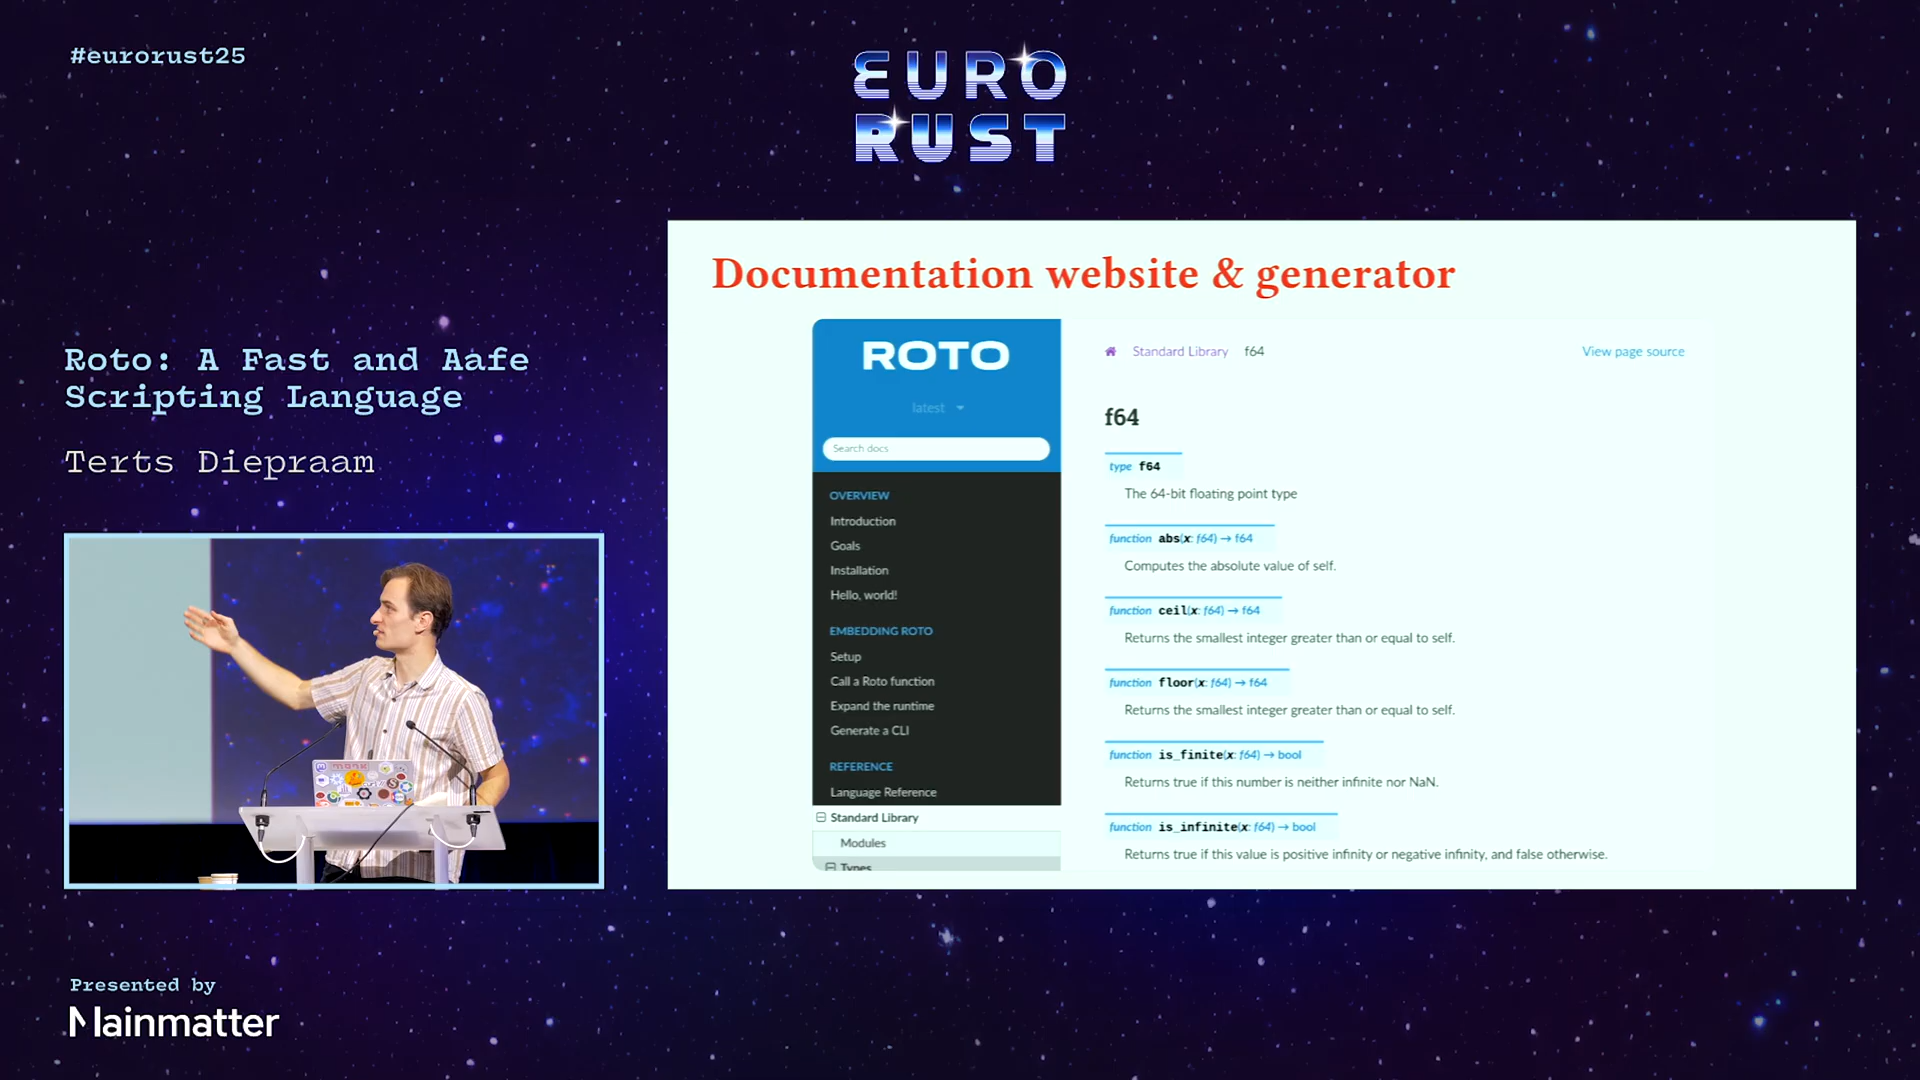 #eurorust25
EURO
RUST
Roto: A Fast and Aafe
Scripting Language
Terts Diepraam
Presented by
Mainmatter
Documentation website & generator
ROTO
latest
Search docs
OVERVIEW
Introduction
Goals
Installation
Hello, world!
EMBEDDING ROTO
Setup
Call a Roto function
Expand the runtime
Generate a CLI
REFERENCE
Language Reference
Standard Library
Modules
Types
Standard Library f64
View page source
f64
type f64
The 64-bit floating point type
function abs(x: f64) → f64
Computes the absolute value of self.
function ceil(x: f64) → f64
Returns the smallest integer greater than or equal to self.
function floor(x: f64) → f64
Returns the smallest integer greater than or equal to self.
function is_finite(x: f64) → bool
Returns true if this number is neither infinite nor NaN.
function is_infinite(x: f64) → bool
Returns true if this value is positive infinity or negative infinity, and false otherwise.